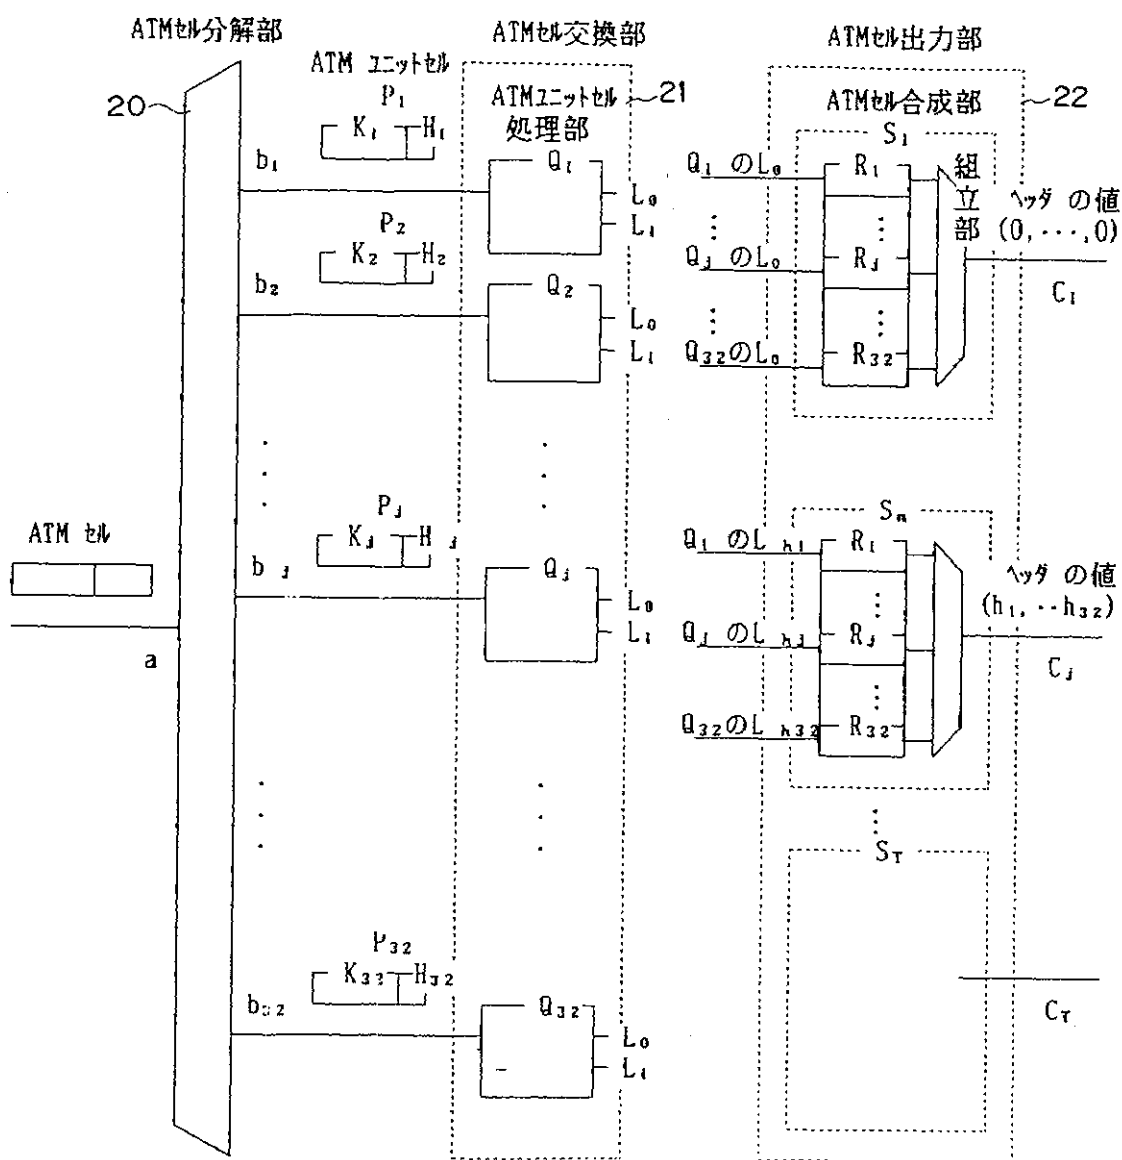 ATMセル分解部
20
ATMセル
a
ATM ユニットセル
P₁
K₁ H₁
b₁
P₂
K₂ H₂
b₂
Pⱼ
Kⱼ Hⱼ
bⱼ
P₃₂
H₃₂
b₃₂
ATMセル交換部
21
ATMユニットセル
処理部
Q₁
L₀
L₁
Q₂
L₀
L₁
Qⱼ
L₀
L₁
Q₃₂
L₀
L₁
ATMセル出力部
22
ATMセル合成部
S₁
Q₁ のL₀
R₁
Qⱼ のL₀
Rⱼ
Q₃₂のL₀
R₃₂
組立部
ヘッダ の値
(0,・・・,0)
C₁
Q₁ のL h₁
R₁
Qⱼ のL hⱼ
Rⱼ
Q₃₂のL h₃₂
R₃₂
ヘッダ の値
(h₁,・・h₃₂)
Cⱼ
S_T
C_T